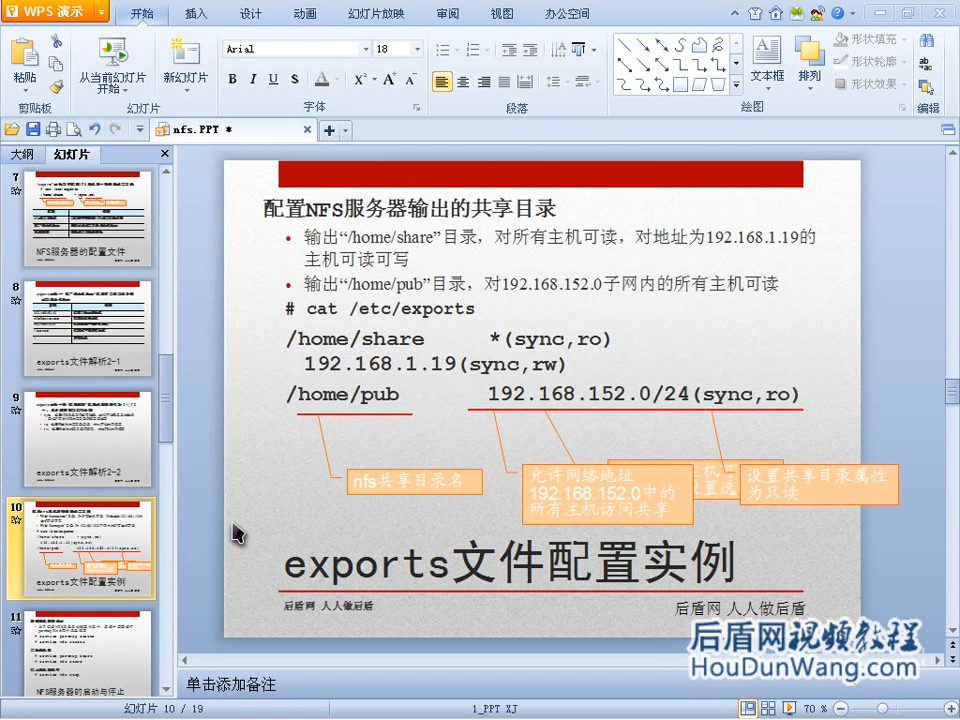 WPS 演示
开始 插入 设计 动画 幻灯片放映 审阅 视图 办公空间
粘贴
从当前幻灯片
开始
新幻灯片
Arial
18
文本框
排列
形状填充
形状轮廓
形状效果
剪贴板 幻灯片 字体 段落 绘图 编辑
nfs.PPT *
大纲 幻灯片
7
NFS服务器的配置文件
8
exports文件解析2-1
9
exports文件解析2-2
10
exports文件配置实例
11
NFS服务器的启动与停止
配置NFS服务器输出的共享目录
• 输出“/home/share”目录，对所有主机可读，对地址为192.168.1.19的
主机可读可写
• 输出“/home/pub”目录，对192.168.152.0子网内的所有主机可读
# cat /etc/exports
/home/share *(sync,ro)
192.168.1.19(sync,rw)
/home/pub 192.168.152.0/24(sync,ro)
nfs共享目录名
允许网络地址
192.168.152.0中的
所有主机访问共享
设置共享目录属性
为只读
exports文件配置实例
后盾网 人人做后盾
后盾网 人人做后盾
后盾网视频教程
HouDunWang.com
单击添加备注
幻灯片 10 / 19
1_PPT XJ
70 %